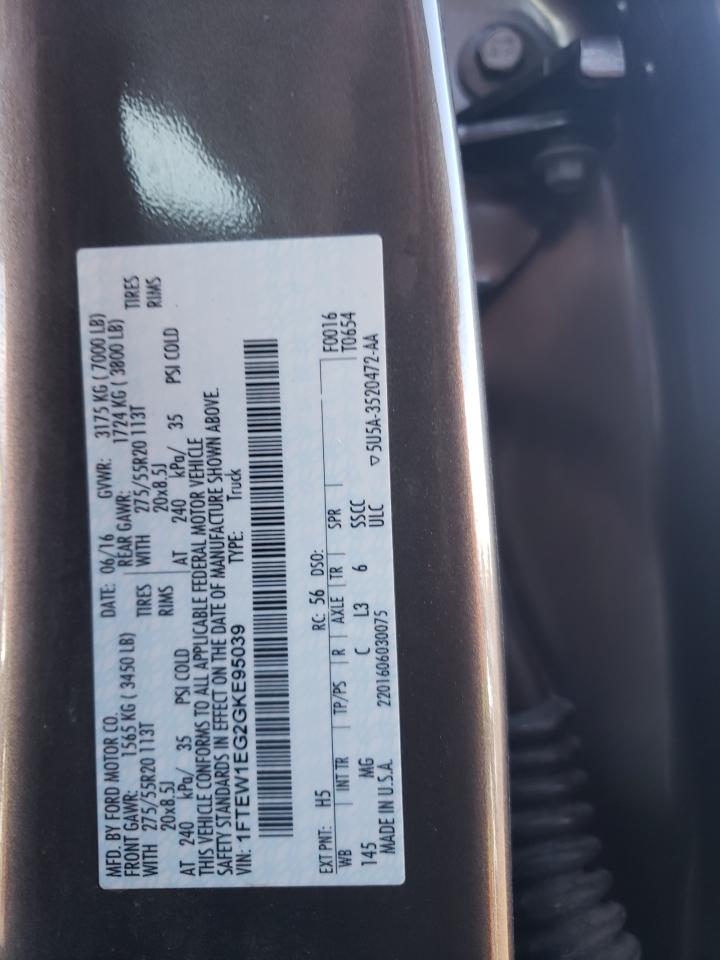 MFD. BY FORD MOTOR CO. DATE: 06/16 GVWR: 3175 KG ( 7000 LB)
FRONT GAWR: 1565 KG ( 3450 LB) REAR GAWR: 1724 KG ( 3800 LB)
WITH 275/55R20 113T TIRES WITH 275/55R20 113T TIRES
20x8.5J RIMS 20x8.5J RIMS
AT 240 kPa/ 35 PSI COLD AT 240 kPa/ 35 PSI COLD
THIS VEHICLE CONFORMS TO ALL APPLICABLE FEDERAL MOTOR VEHICLE
SAFETY STANDARDS IN EFFECT ON THE DATE OF MANUFACTURE SHOWN ABOVE.
VIN: 1FTEW1EG2GKE95039 TYPE: Truck
EXT PNT: H5 RC: 56 DSO: F0016
WB INT TR TP/PS R AXLE TR SPR T0654
145 MG C L3 6 SSCC
MADE IN U.S.A. 2201606030075 ULC ▽5U5A-3520472-AA